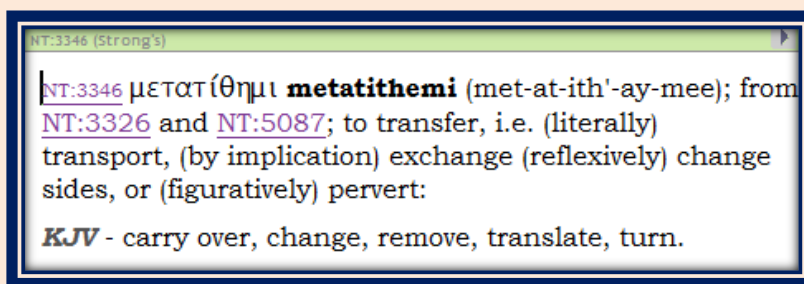 NT:3346 (Strong's)
NT:3346 μετατίθημι metatithemi (met-at-ith'-ay-mee); from
NT:3326 and NT:5087; to transfer, i.e. (literally)
transport, (by implication) exchange (reflexively) change
sides, or (figuratively) pervert:
KJV - carry over, change, remove, translate, turn.